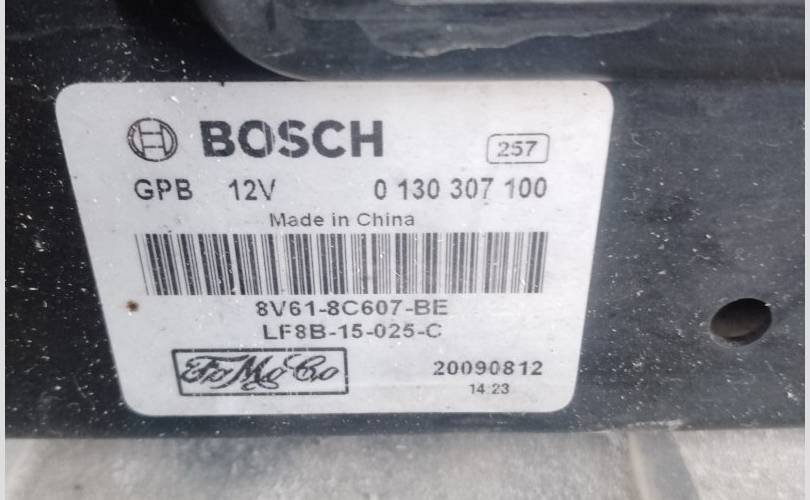 BOSCH 257
GPB 12V 0 130 307 100
Made in China
8V61-8C607-BE
LF8B-15-025-C
FoMoCo 20090812
14:23